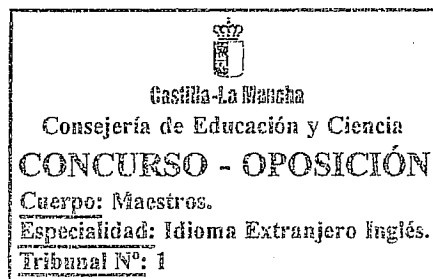 Castilla-La Mancha
Consejería de Educación y Ciencia
CONCURSO - OPOSICIÓN
Cuerpo: Maestros.
Especialidad: Idioma Extranjero Inglés.
Tribunal Nº: 1